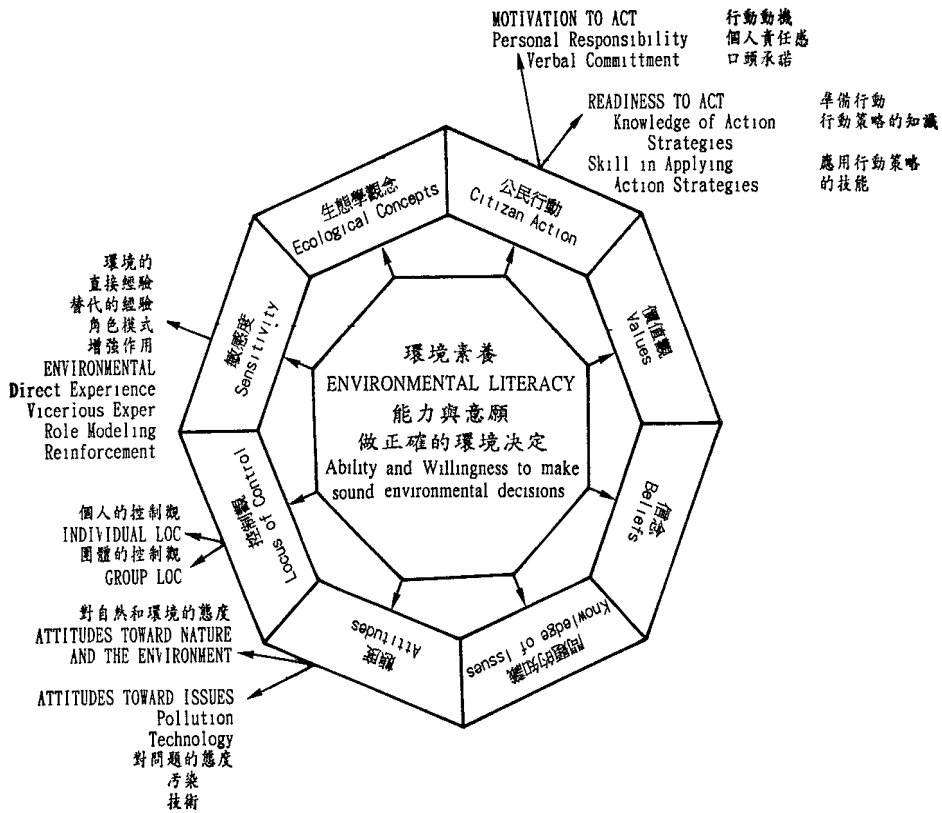 MOTIVATION TO ACT 行動動機
Personal Responsibility 個人責任感
Verbal Committment 口頭承諾
READINESS TO ACT 準備行動
Knowledge of Action 行動策略的知識
Strategies
Skill in Applying 應用行動策略
Action Strategies 的技能
生態學觀念
Ecological Concepts
公民行動
Citizan Action
價值觀
Values
信念
Beliefs
問題的知識
Knowledge of Issues
態度
Attitudes
控制觀
Locus of Control
敏感度
Sensitivity
環境素養
ENVIRONMENTAL LITERACY
能力與意願
做正確的環境決定
Ability and Willingness to make
sound environmental decisions
環境的
直接經驗
替代的經驗
角色模式
增強作用
ENVIRONMENTAL
Direct Experience
Vicerious Exper
Role Modeling
Reinforcement
個人的控制觀
INDIVIDUAL LOC
團體的控制觀
GROUP LOC
對自然和環境的態度
ATTITUDES TOWARD NATURE
AND THE ENVIRONMENT
ATTITUDES TOWARD ISSUES
Pollution
Technology
對問題的態度
污染
技術